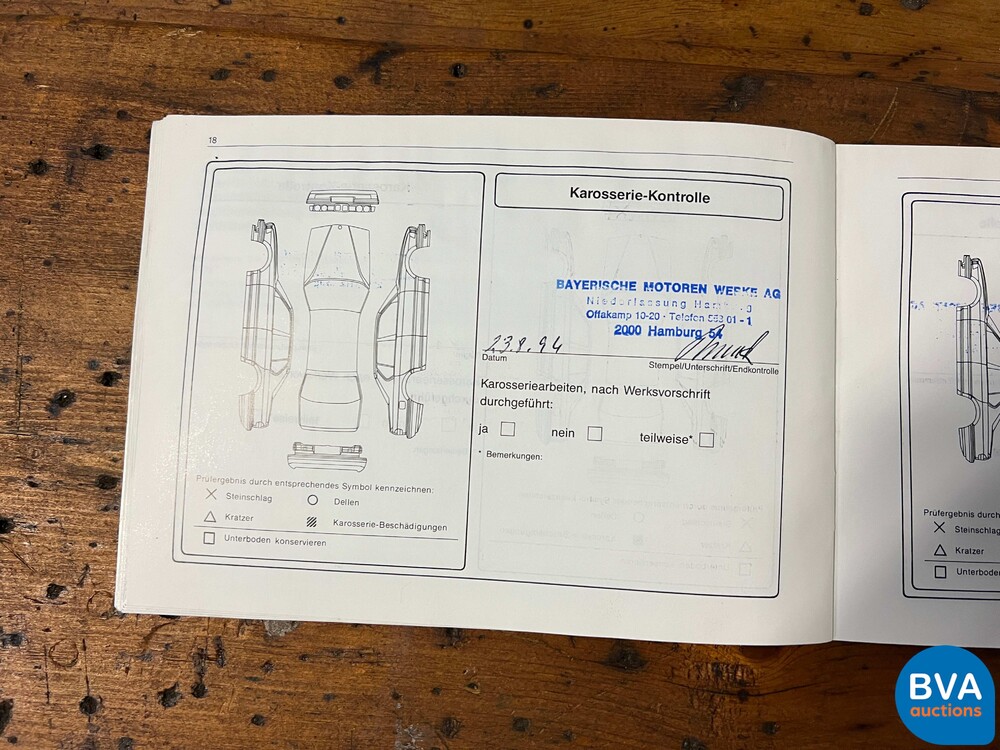 18
Karosserie-Kontrolle
BAYERISCHE MOTOREN WERKE AG
Niederlassung Hamburg
Offakamp 10-20 · Telefon 553 01 - 1
2000 Hamburg 54
23.8.94
Datum
Stempel/Unterschrift/Endkontrolle
Karosseriearbeiten, nach Werksvorschrift
durchgeführt:
ja nein teilweise*
* Bemerkungen:
Prüfergebnis durch entsprechendes Symbol kennzeichnen:
Steinschlag Dellen
Kratzer Karosserie-Beschädigungen
Unterboden konservieren
Prüfergebnis durch
Steinschlag
Kratzer
Unterboden
BVA
auctions